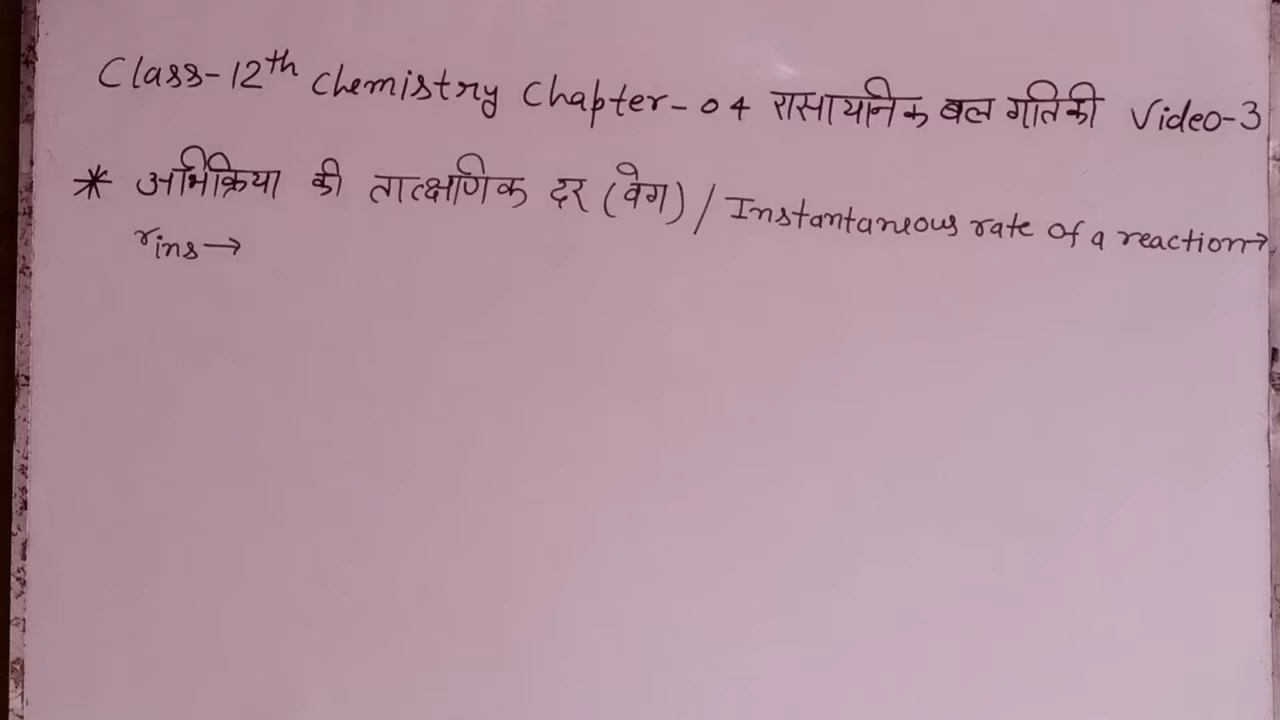 Class-12th Chemistry Chapter-04 रासायनिक बल गतिकी Video-3
* अभिक्रिया की तात्क्षणिक दर (वेग) / Instantaneous rate of a reaction→
rins→